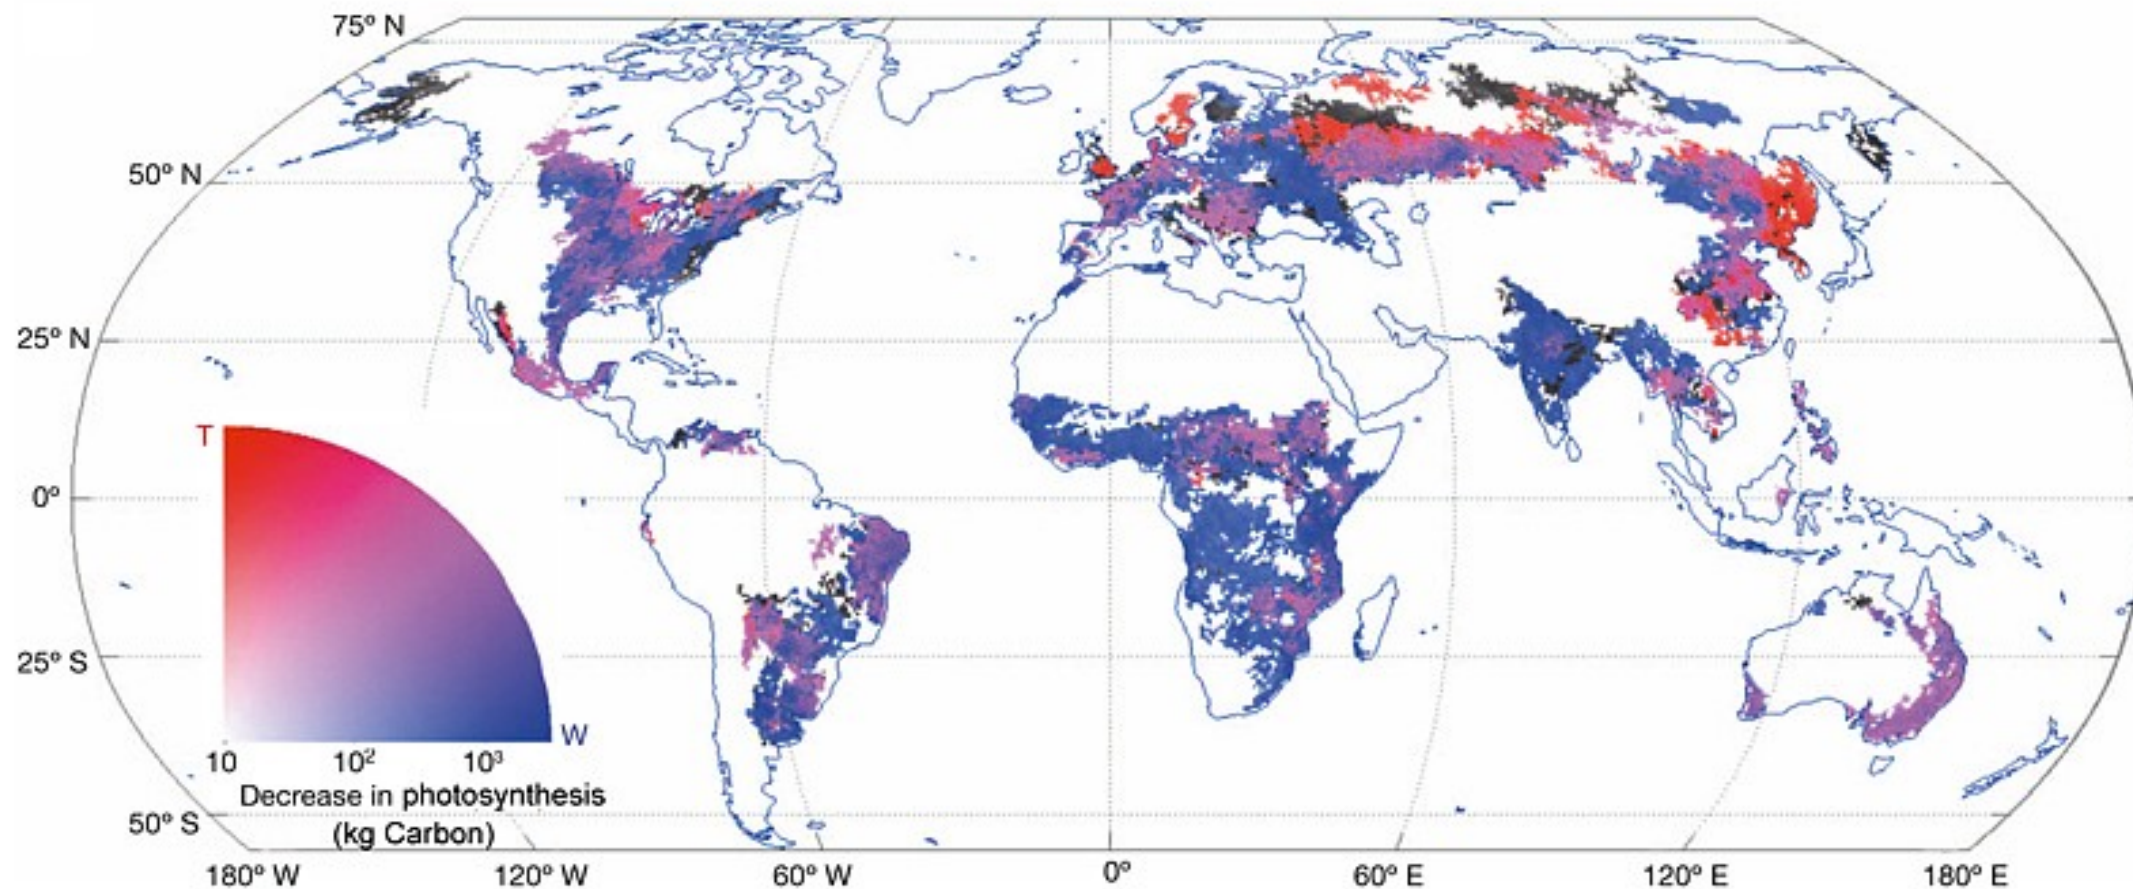 75º N
50º N
25º N
0º
25º S
50º S
T
W
10 10² 10³
Decrease in photosynthesis
(kg Carbon)
180º W 120º W 60º W 0º 60º E 120º E 180º E